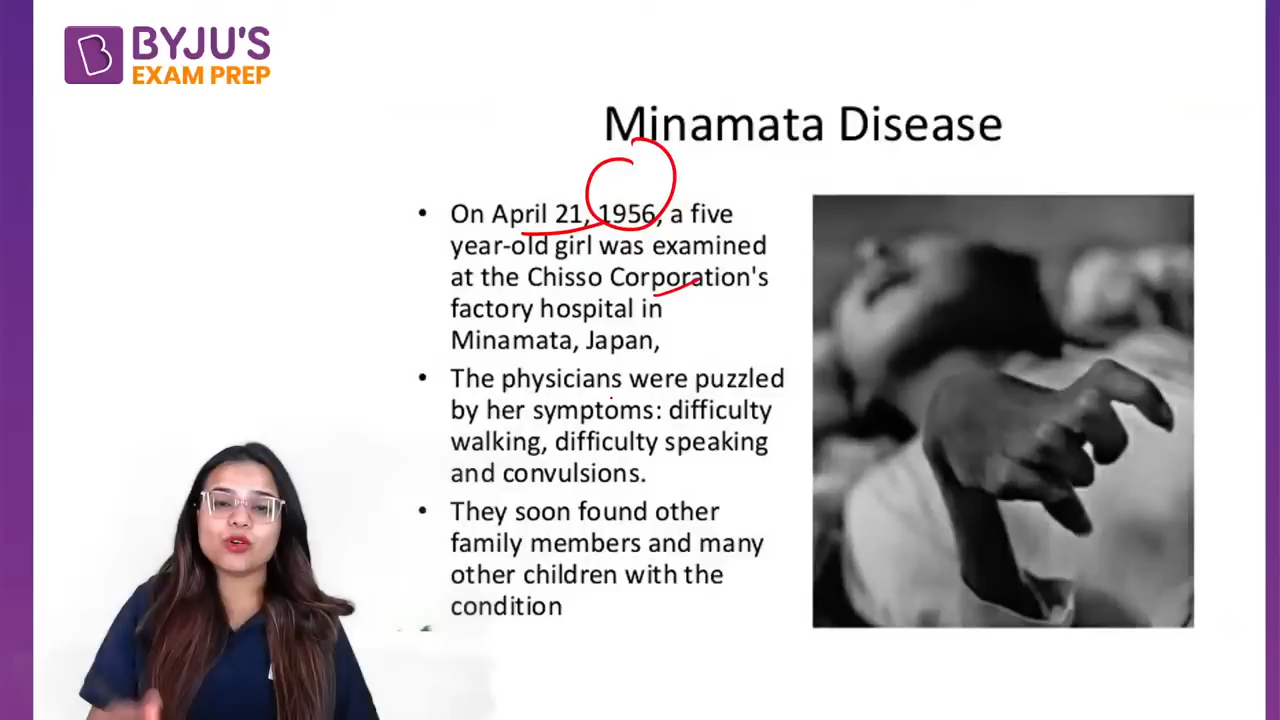 BYJU'S
EXAM PREP
Minamata Disease
• On April 21, 1956, a five
year-old girl was examined
at the Chisso Corporation's
factory hospital in
Minamata, Japan,
• The physicians were puzzled
by her symptoms: difficulty
walking, difficulty speaking
and convulsions.
• They soon found other
family members and many
other children with the
condition